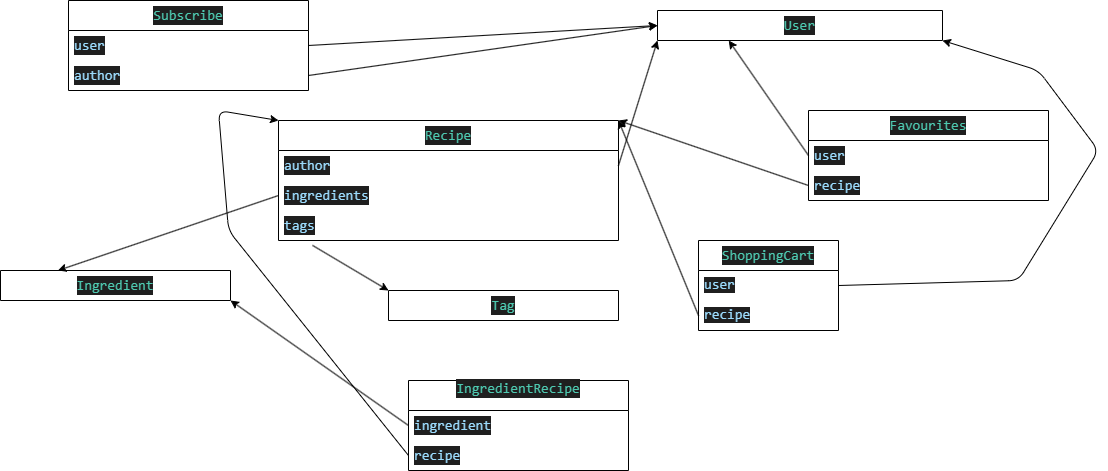 Subscribe
user
author
User
Recipe
author
ingredients
tags
Favourites
user
recipe
ShoppingCart
user
recipe
Ingredient
Tag
IngredientRecipe
ingredient
recipe